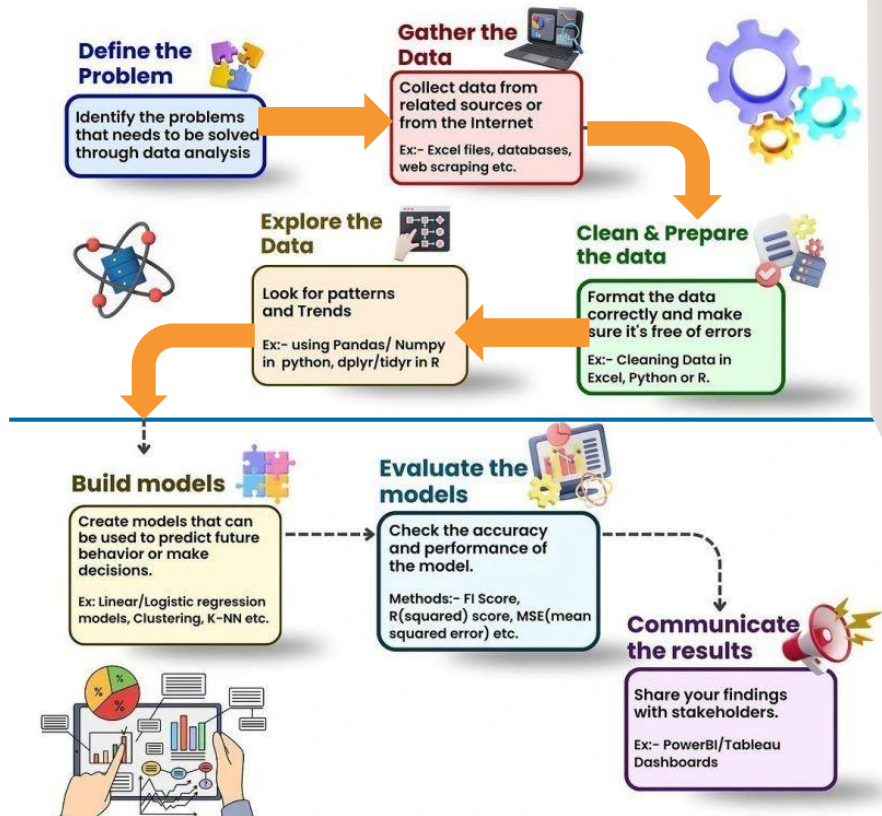 Define the
Problem
Identify the problems
that needs to be solved
through data analysis
Gather the
Data
Collect data from
related sources or
from the Internet
Ex:- Excel files, databases,
web scraping etc.
Clean & Prepare
the data
Format the data
correctly and make
sure it's free of errors
Ex:- Cleaning Data in
Excel, Python or R.
Explore the
Data
Look for patterns
and Trends
Ex:- using Pandas/ Numpy
in python, dplyr/tidyr in R
Build models
Create models that can
be used to predict future
behavior or make
decisions.
Ex: Linear/Logistic regression
models, Clustering, K-NN etc.
Evaluate the
models
Check the accuracy
and performance of
the model.
Methods:- FI Score,
R(squared) score, MSE(mean
squared error) etc.
Communicate
the results
Share your findings
with stakeholders.
Ex:- PowerBI/Tableau
Dashboards
%
%
%
?